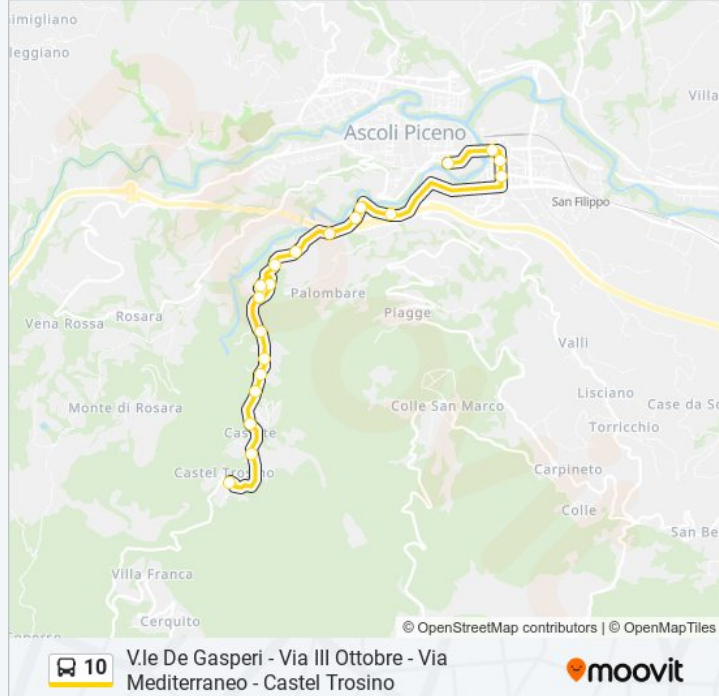 imigliano
leggiano
Ascoli Piceno
Villa
San Filippo
Palombare
Piagge
Vena Rossa
Rosara
Valli
Lisciano
Case da Sc
Torricchio
Monte di Rosara
Colle San Marco
Castel Trosino
Carpineto
Colle
San Be
Villa Franca
Cerquito
© OpenStreetMap contributors | © OpenMapTiles
10
V.le De Gasperi - Via III Ottobre - Via
Mediterraneo - Castel Trosino
moovit